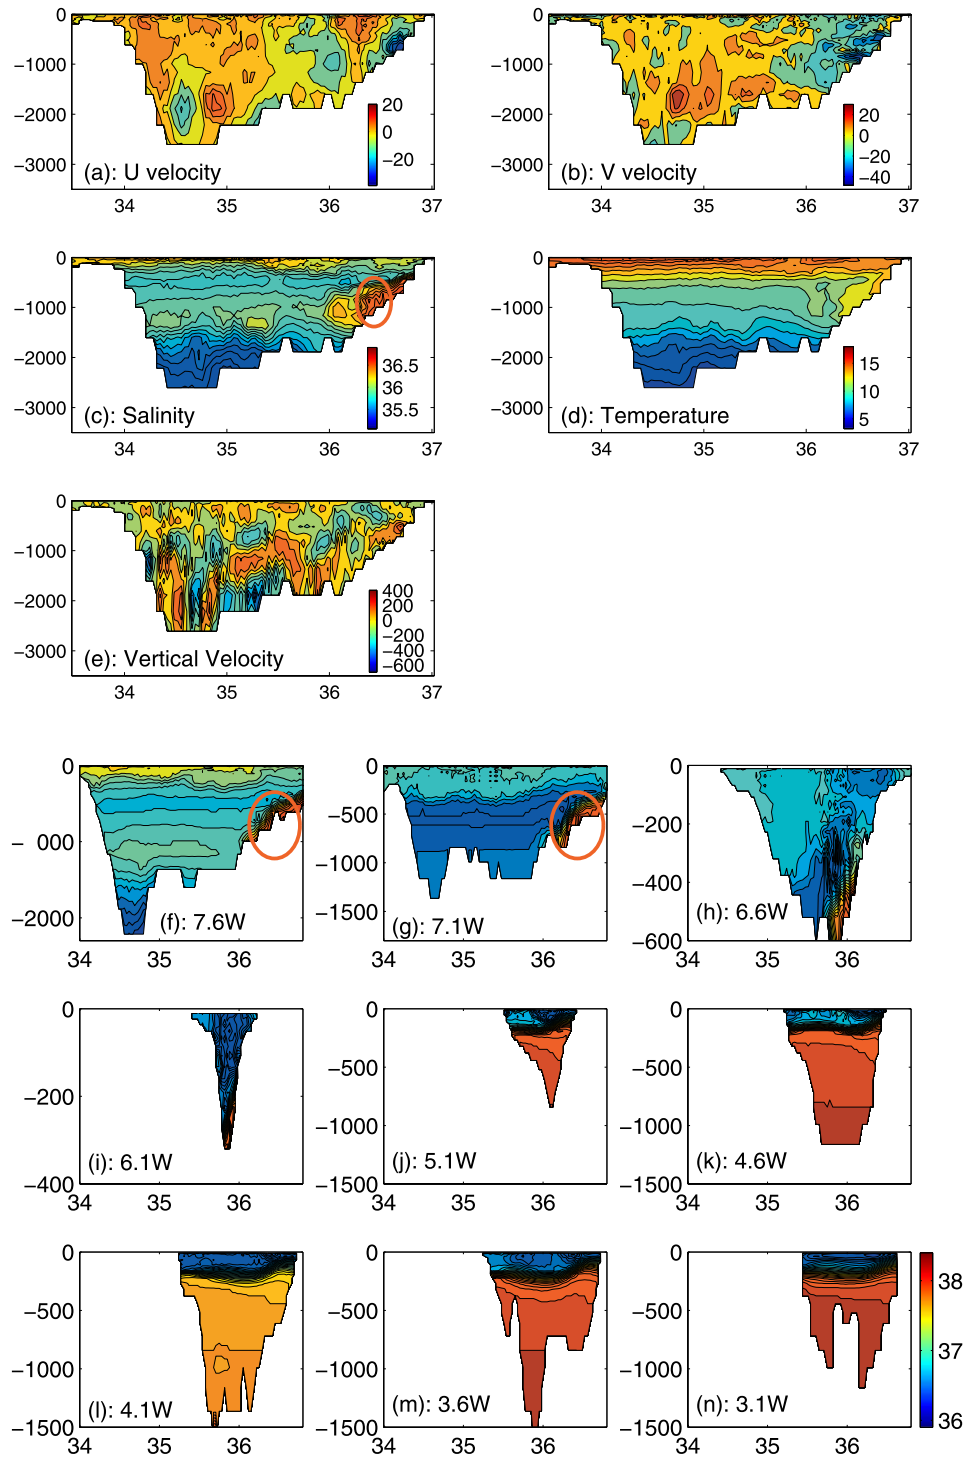 0 0
−1000 −1000
−2000 20 −2000 20
0 0
−20 −20
−3000 (a): U velocity −3000 (b): V velocity −40
34 35 36 37 34 35 36 37
0 0
−1000 −1000
−2000 36.5 −2000 15
36 10
−3000 (c): Salinity 35.5 −3000 (d): Temperature 5
34 35 36 37 34 35 36 37
0
−1000
−2000 400
200
0
−200
−400
−3000 (e): Vertical Velocity −600
34 35 36 37
0 0 0
−500 −200
− 000 −1000 −400
−2000 (f): 7.6W −1500 (g): 7.1W (h): 6.6W
−600
34 35 36 34 35 36 34 35 36
0 0 0
−500 −500
−200 −1000 −1000
(i): 6.1W (j): 5.1W (k): 4.6W
−400 −1500 −1500
34 35 36 34 35 36 34 35 36
0 0 0 38
−500 −500 −500
−1000 −1000 −1000 37
(l): 4.1W (m): 3.6W (n): 3.1W
−1500 −1500 −1500 36
34 35 36 34 35 36 34 35 36